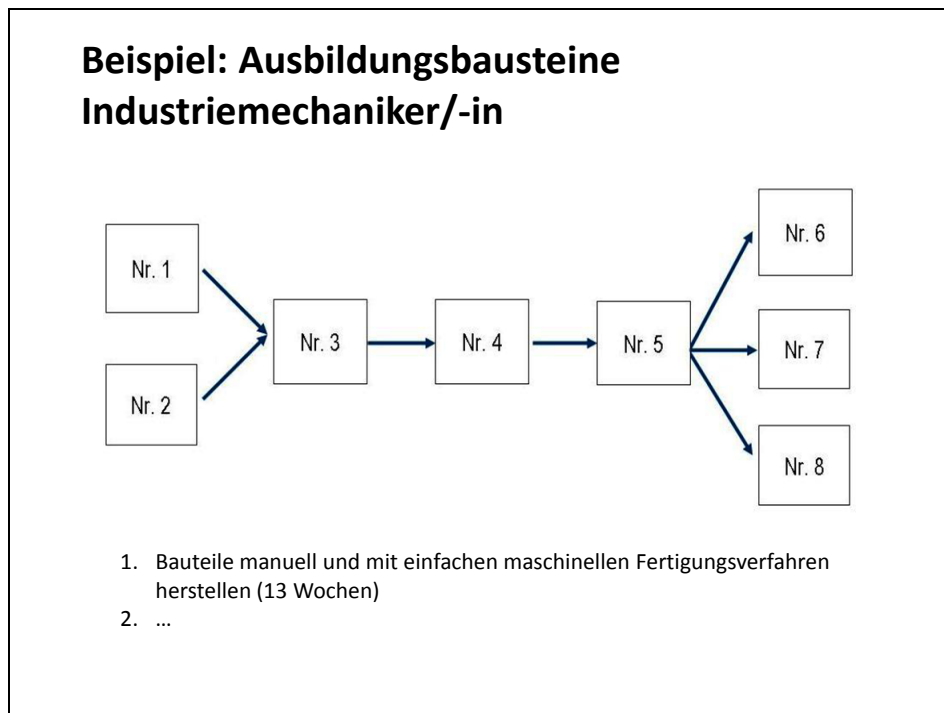 Beispiel: Ausbildungsbausteine
Industriemechaniker/-in
Nr. 1
Nr. 2
Nr. 3
Nr. 4
Nr. 5
Nr. 6
Nr. 7
Nr. 8
1. Bauteile manuell und mit einfachen maschinellen Fertigungsverfahren
herstellen (13 Wochen)
2. …